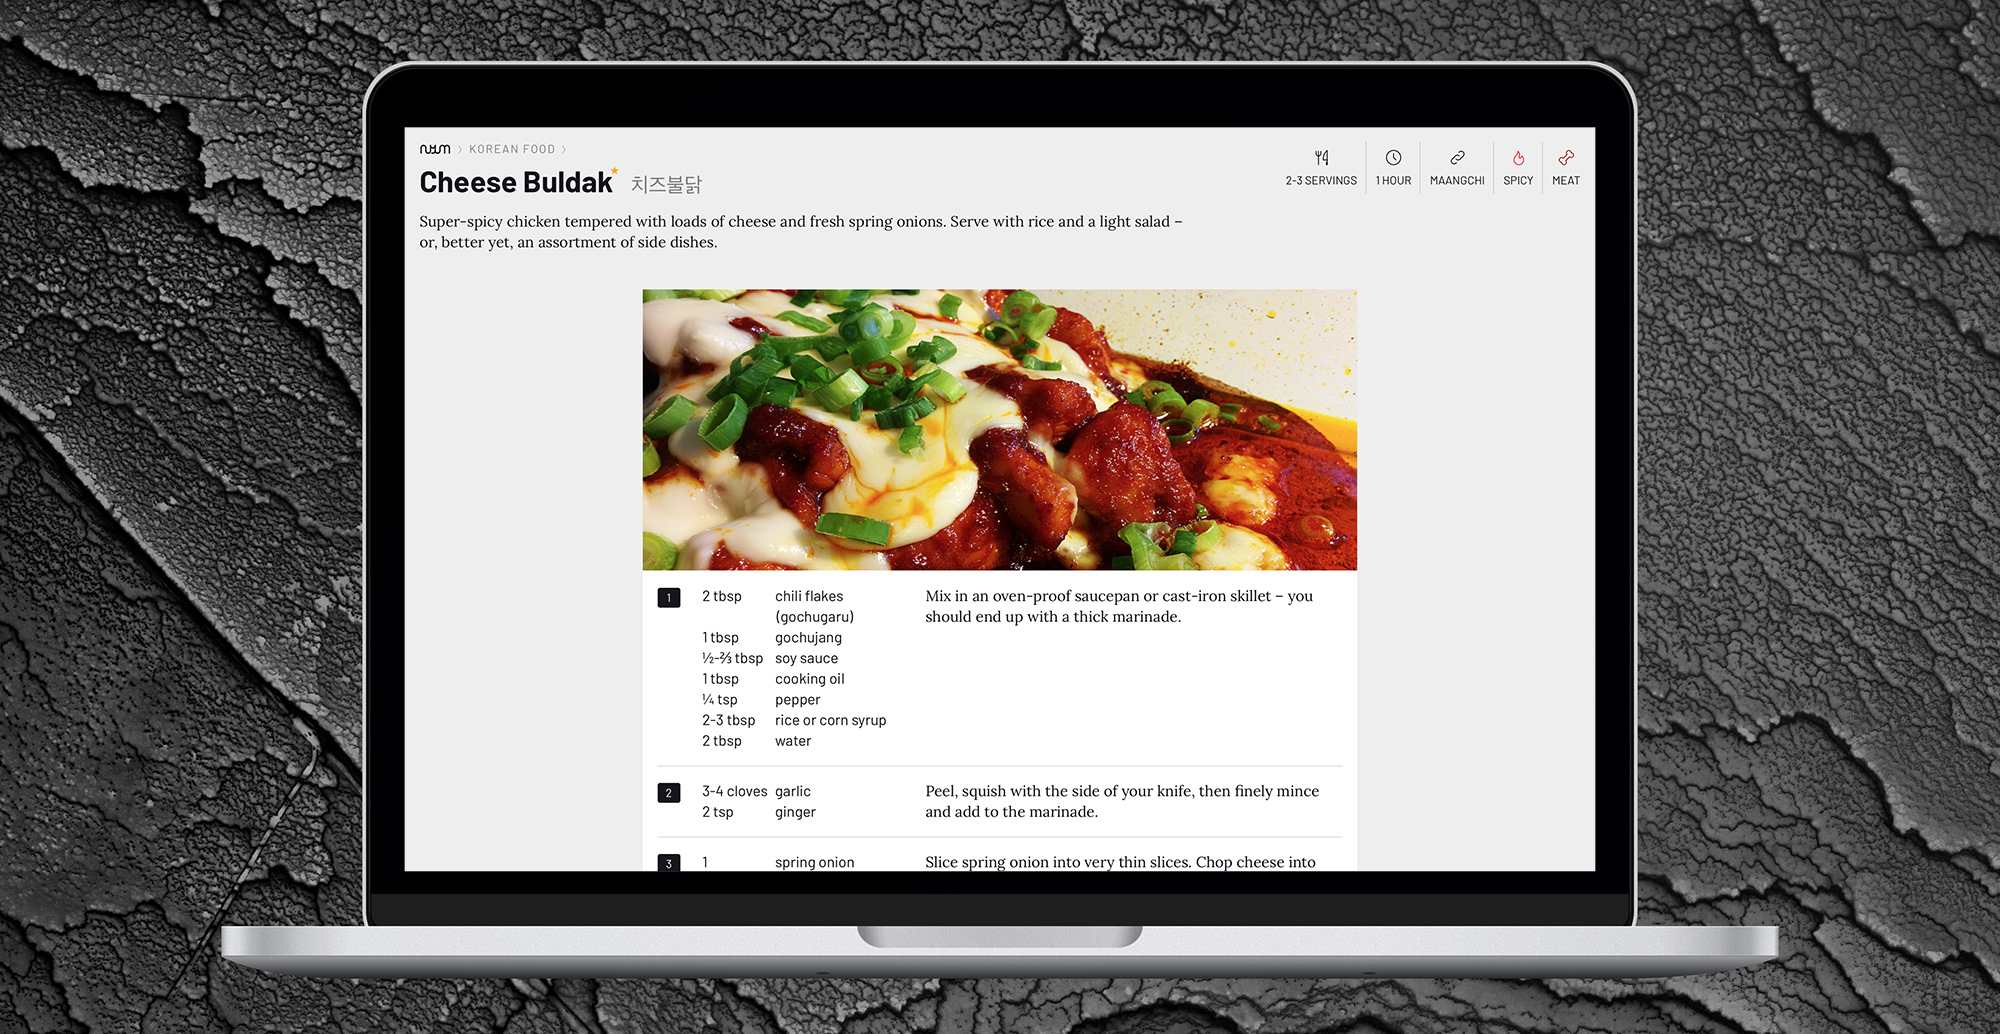 num › KOREAN FOOD ›
Cheese Buldak 치즈불닭
2-3 SERVINGS
1 HOUR
MAANGCHI
SPICY
MEAT
Super-spicy chicken tempered with loads of cheese and fresh spring onions. Serve with rice and a light salad –
or, better yet, an assortment of side dishes.
1 2 tbsp chili flakes
(gochugaru)
1 tbsp gochujang
½-⅔ tbsp soy sauce
1 tbsp cooking oil
¼ tsp pepper
2-3 tbsp rice or corn syrup
2 tbsp water
Mix in an oven-proof saucepan or cast-iron skillet – you
should end up with a thick marinade.
2 3-4 cloves garlic
2 tsp ginger
Peel, squish with the side of your knife, then finely mince
and add to the marinade.
3 1 spring onion
Slice spring onion into very thin slices. Chop cheese into